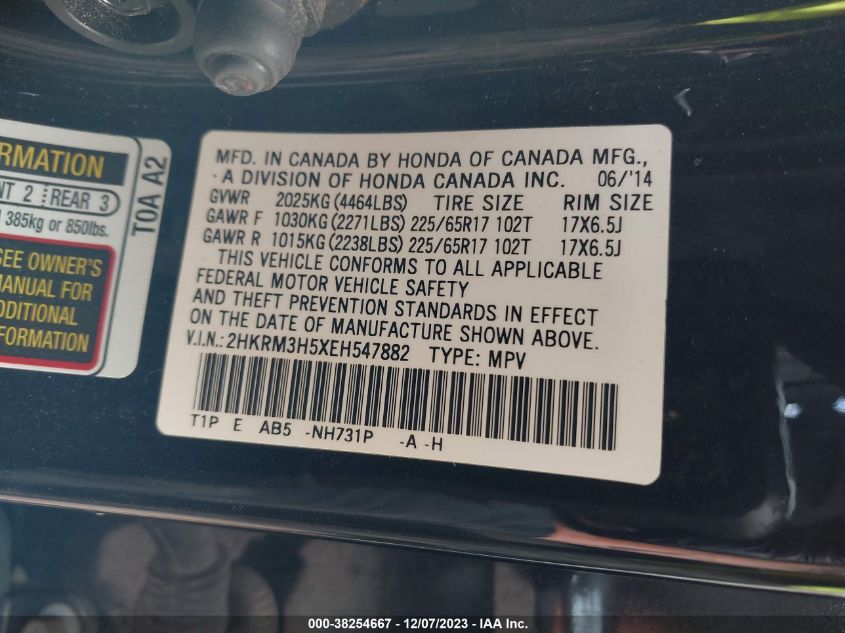 RMATION
NT 2 REAR 3
385kg or 850lbs.
SEE OWNER'S
MANUAL FOR
DDITIONAL
FORMATION
T0A A2
MFD. IN CANADA BY HONDA OF CANADA MFG.,
A DIVISION OF HONDA CANADA INC. 06/'14
GVWR 2025KG (4464LBS) TIRE SIZE RIM SIZE
GAWR F 1030KG (2271LBS) 225/65R17 102T 17X6.5J
GAWR R 1015KG (2238LBS) 225/65R17 102T 17X6.5J
THIS VEHICLE CONFORMS TO ALL APPLICABLE
FEDERAL MOTOR VEHICLE SAFETY
AND THEFT PREVENTION STANDARDS IN EFFECT
ON THE DATE OF MANUFACTURE SHOWN ABOVE.
V.I.N.: 2HKRM3H5XEH547882 TYPE: MPV
T1P E AB5 -NH731P -A -H
000-38254667 - 12/07/2023 - IAA Inc.